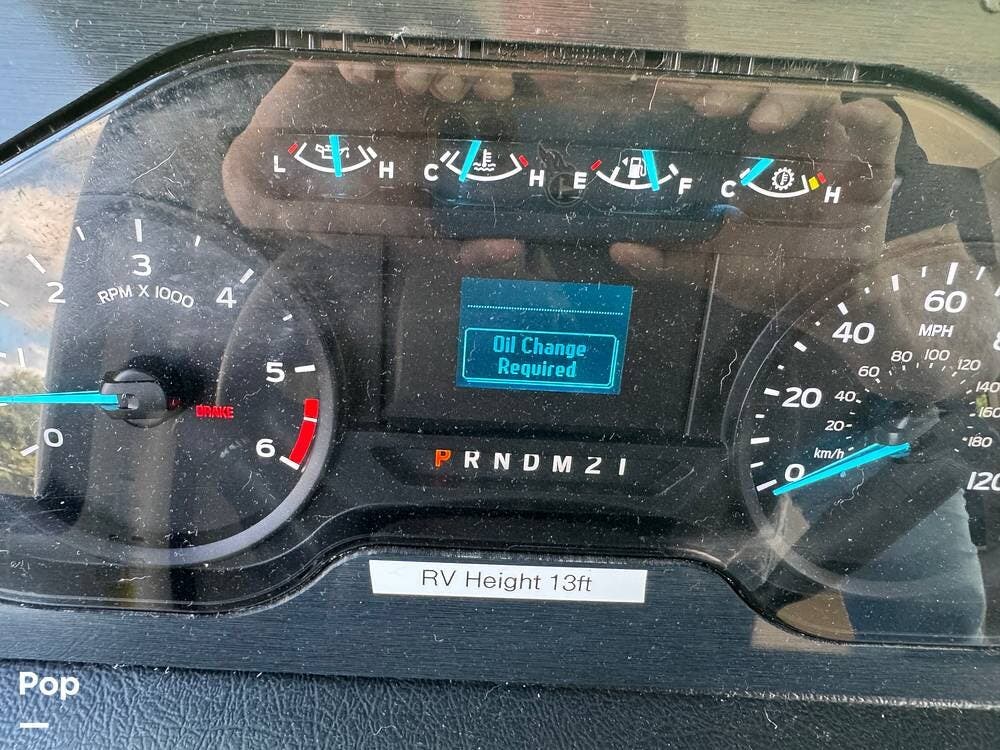 L H C H E F C H
2 3 4 5 6 0
RPM X 1000
BRAKE
Oil Change
Required
P R N D M 2 1
0 20 40 60 120
MPH
20 40 60 80 100 120 140 160 180
km/h
RV Height 13ft
Pop